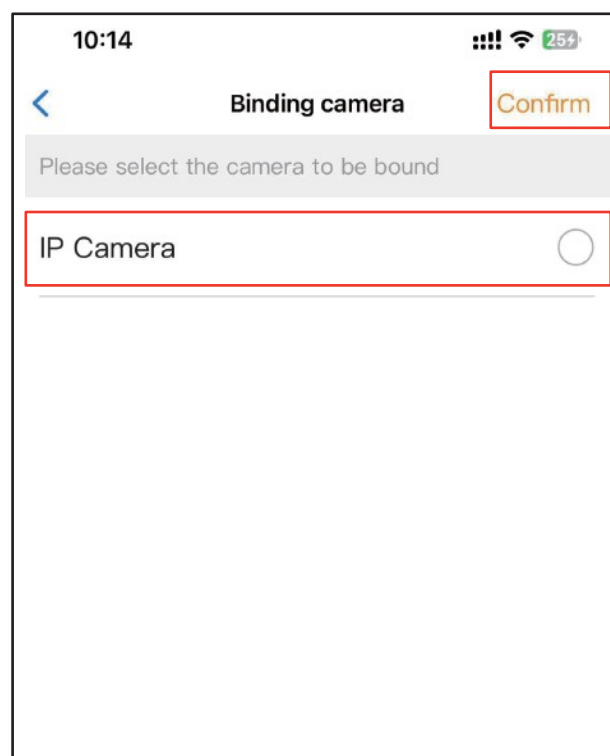 10:14
25
Binding camera
Confirm
Please select the camera to be bound
IP Camera